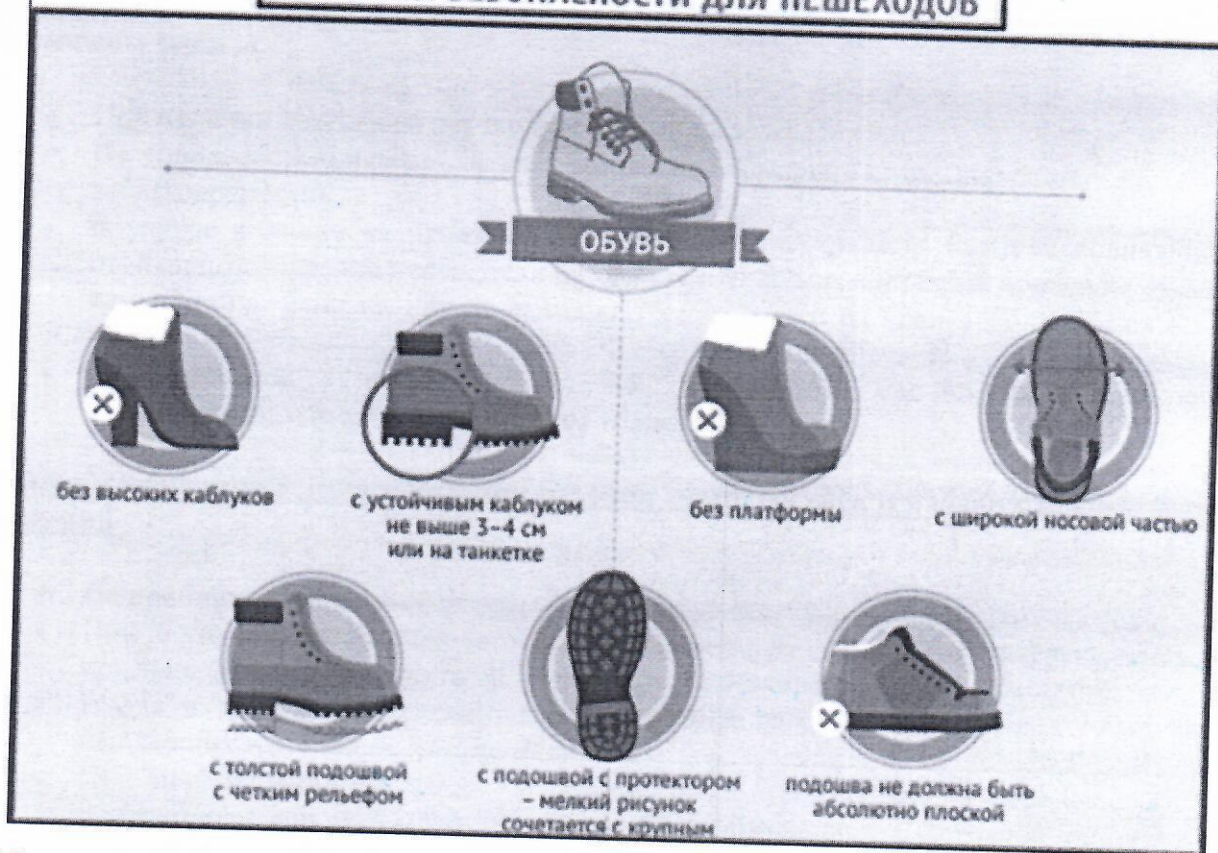 БЕЗОПАСНОСТИ ДЛЯ ПЕШЕХОДОВ
ОБУВЬ
без высоких каблуков
с устойчивым каблуком
не выше 3–4 см
или на танкетке
без платформы
с широкой носовой частью
с толстой подошвой
с четким рельефом
с подошвой с протектором
– мелкий рисунок
сочетается с крупным
подошва не должна быть
абсолютно плоской